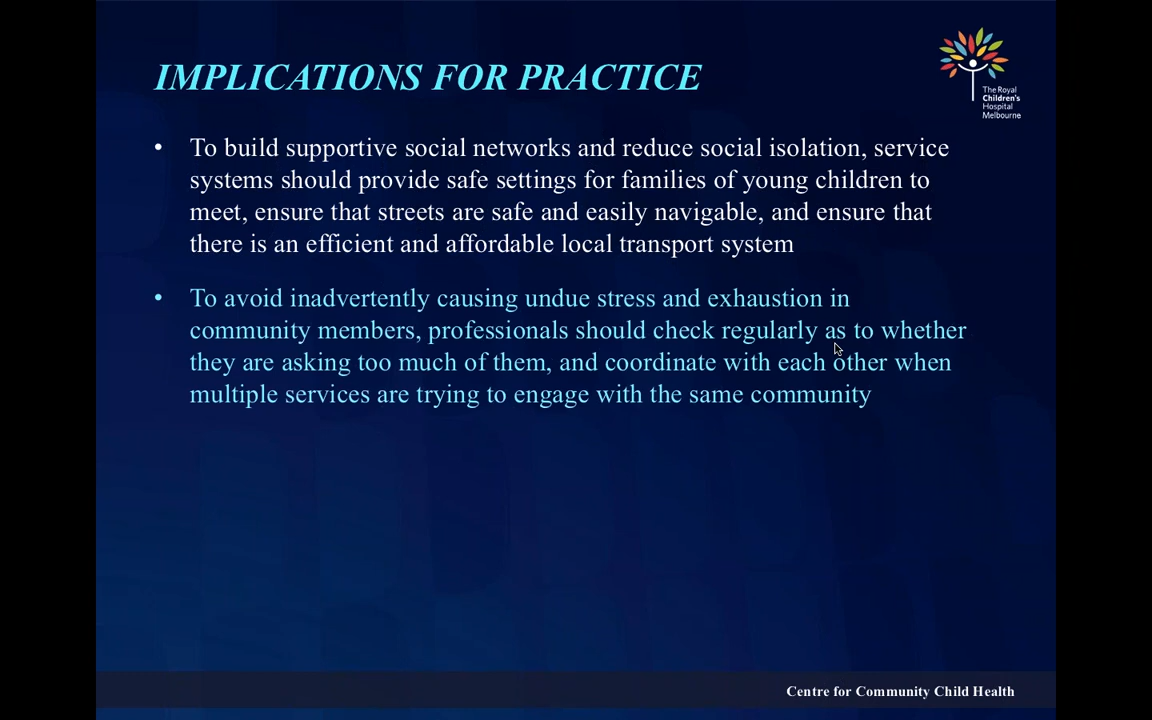 IMPLICATIONS FOR PRACTICE
The Royal
Children's
Hospital
Melbourne
• To build supportive social networks and reduce social isolation, service
systems should provide safe settings for families of young children to
meet, ensure that streets are safe and easily navigable, and ensure that
there is an efficient and affordable local transport system
• To avoid inadvertently causing undue stress and exhaustion in
community members, professionals should check regularly as to whether
they are asking too much of them, and coordinate with each other when
multiple services are trying to engage with the same community
Centre for Community Child Health